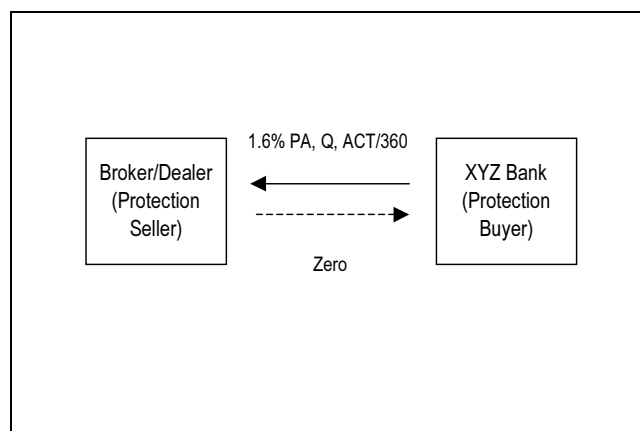 1.6% PA, Q, ACT/360
Broker/Dealer
(Protection
Seller)
XYZ Bank
(Protection
Buyer)
Zero